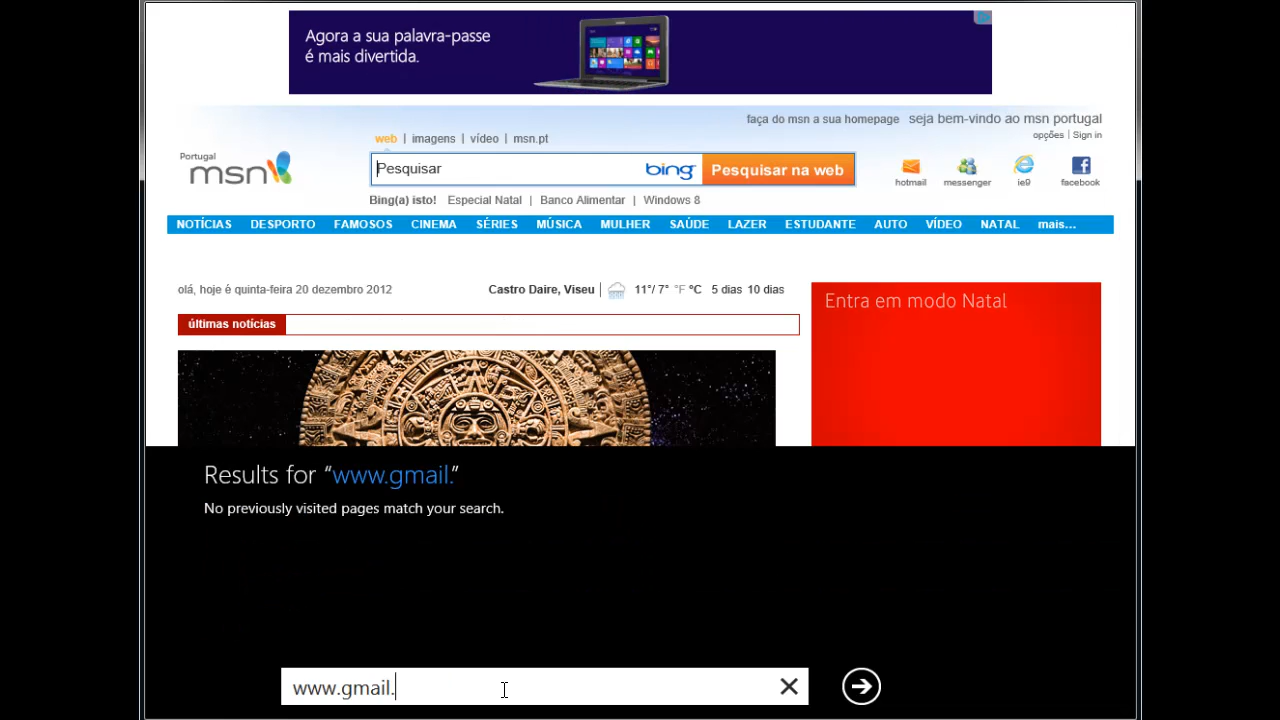 Agora a sua palavra-passe
é mais divertida.
faça do msn a sua homepage seja bem-vindo ao msn portugal
opções | Sign in
web | imagens | vídeo | msn.pt
Portugal
msn
Pesquisar bing Pesquisar na web
hotmail messenger ie9 facebook
Bing(a) isto! Especial Natal | Banco Alimentar | Windows 8
NOTÍCIAS DESPORTO FAMOSOS CINEMA SÉRIES MÚSICA MULHER SAÚDE LAZER ESTUDANTE AUTO VÍDEO NATAL mais...
olá, hoje é quinta-feira 20 dezembro 2012 Castro Daire, Viseu | 11°/ 7° °F ºC 5 dias 10 dias
últimas notícias
Entra em modo Natal
Results for “www.gmail.”
No previously visited pages match your search.
www.gmail.